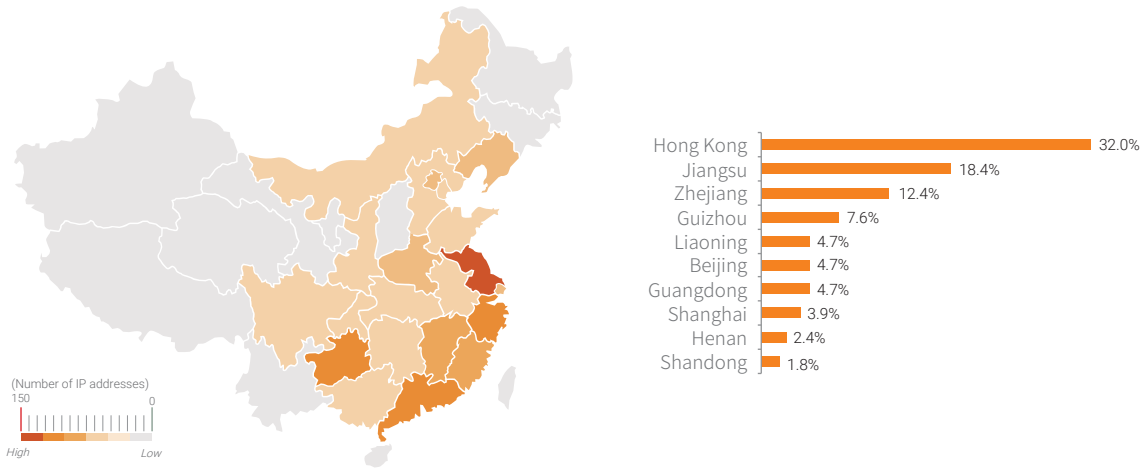 (Number of IP addresses)
150 0
High Low
Hong Kong 32.0%
Jiangsu 18.4%
Zhejiang 12.4%
Guizhou 7.6%
Liaoning 4.7%
Beijing 4.7%
Guangdong 4.7%
Shanghai 3.9%
Henan 2.4%
Shandong 1.8%